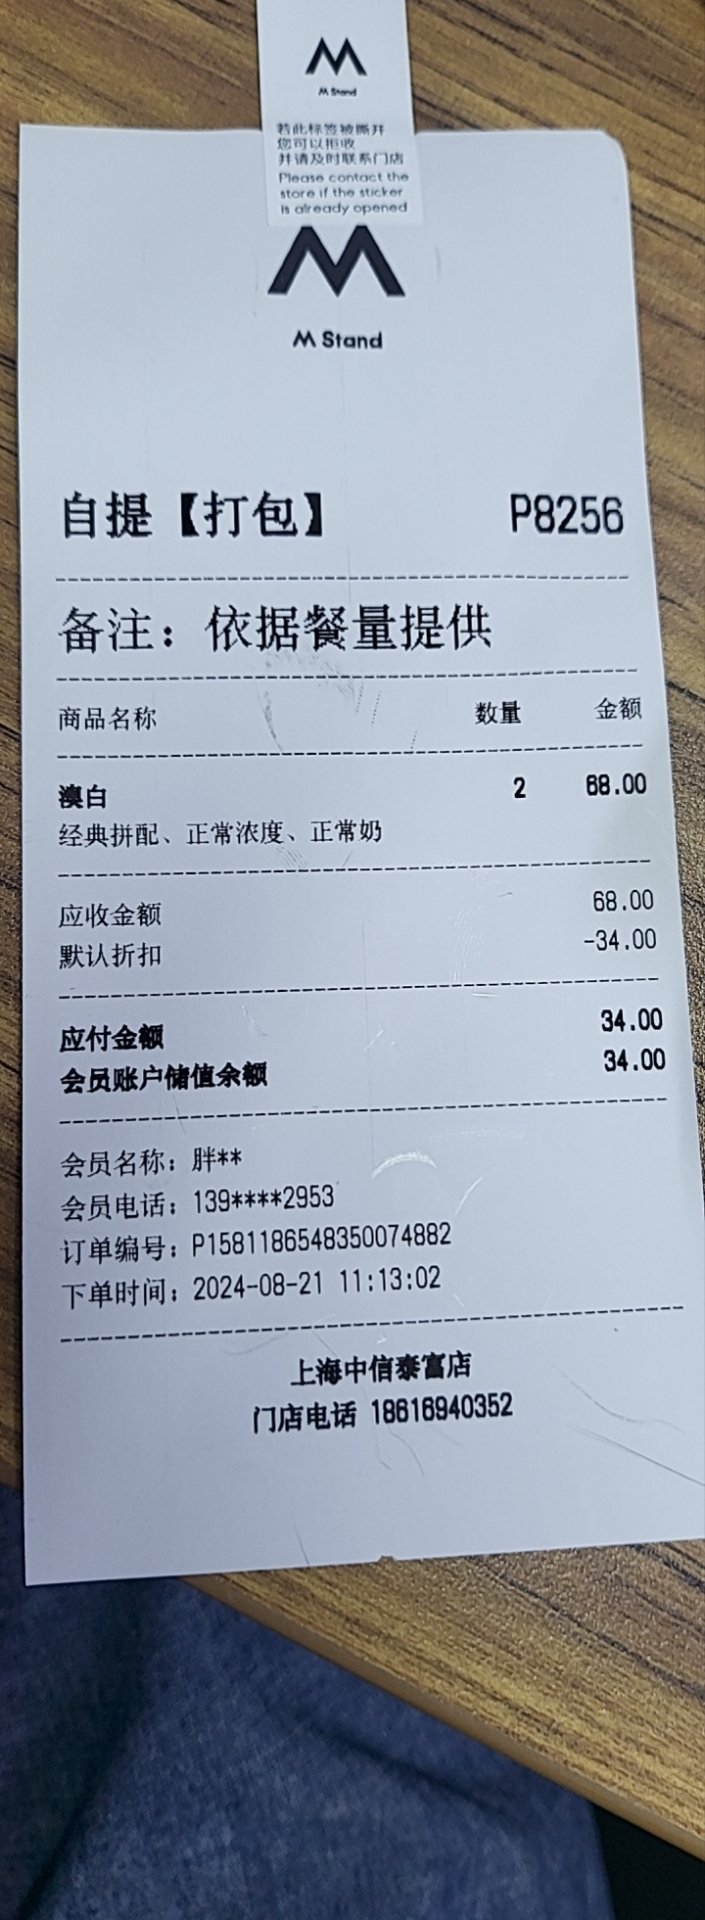 M
M Stand
若此标签被撕开
您可以拒收
并请及时联系门店
Please contact the
store if the sticker
is already opened
M
M Stand
自提【打包】 P8256
备注：依据餐量提供
商品名称 数量 金额
澳白 2 68.00
经典拼配、正常浓度、正常奶
应收金额 68.00
默认折扣 -34.00
应付金额 34.00
会员账户储值余额 34.00
会员名称：胖**
会员电话：139****2953
订单编号：P1581186548350074882
下单时间：2024-08-21 11:13:02
上海中信泰富店
门店电话 18616940352